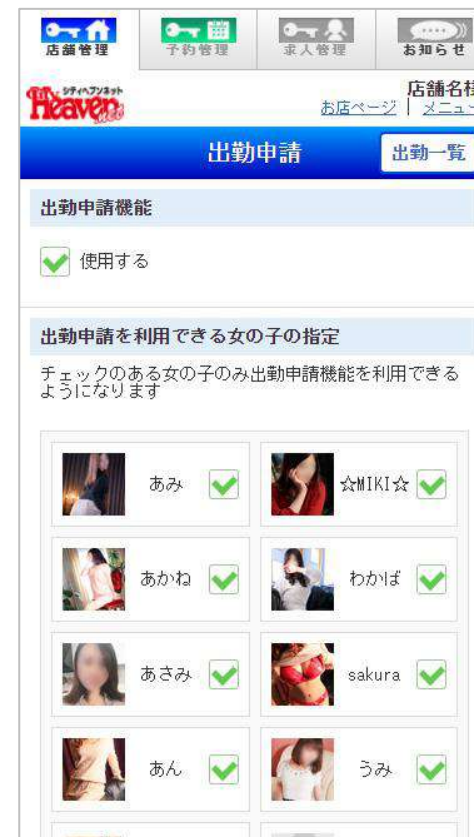 店舗管理
予約管理
求人管理
お知らせ
シティヘブンネット
Heaven
店舗名様
お店ページ | メニュー
出勤申請
出勤一覧
出勤申請機能
使用する
出勤申請を利用できる女の子の指定
チェックのある女の子のみ出勤申請機能を利用できる
ようになります
あみ
☆MIKI☆
あかね
わかば
あさみ
sakura
あん
うみ